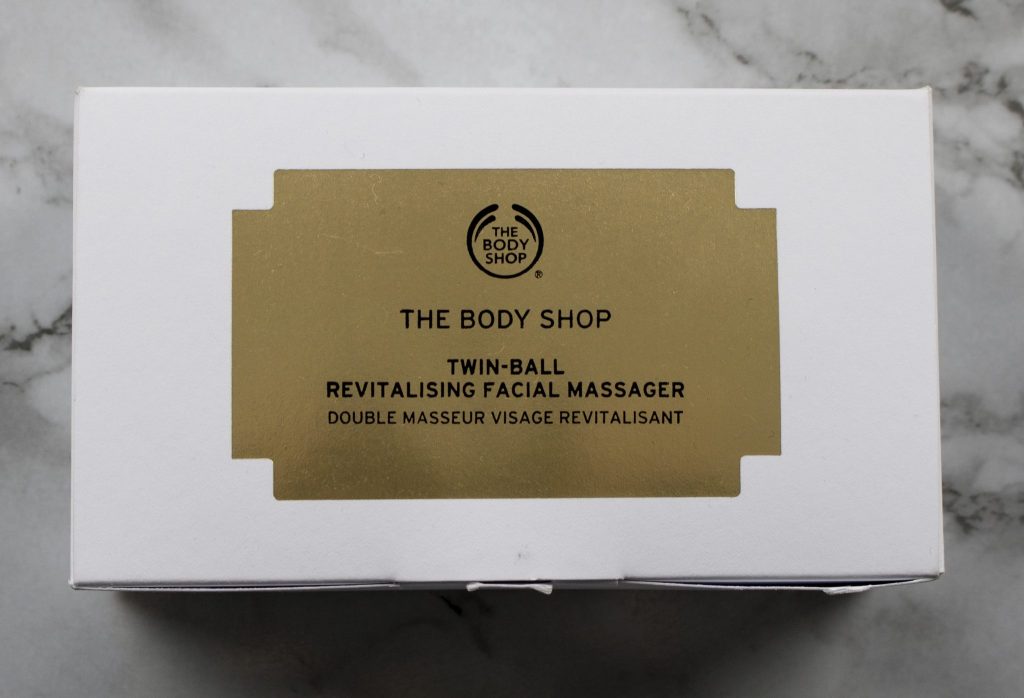 THE
BODY
SHOP
®
THE BODY SHOP
TWIN-BALL
REVITALISING FACIAL MASSAGER
DOUBLE MASSEUR VISAGE REVITALISANT